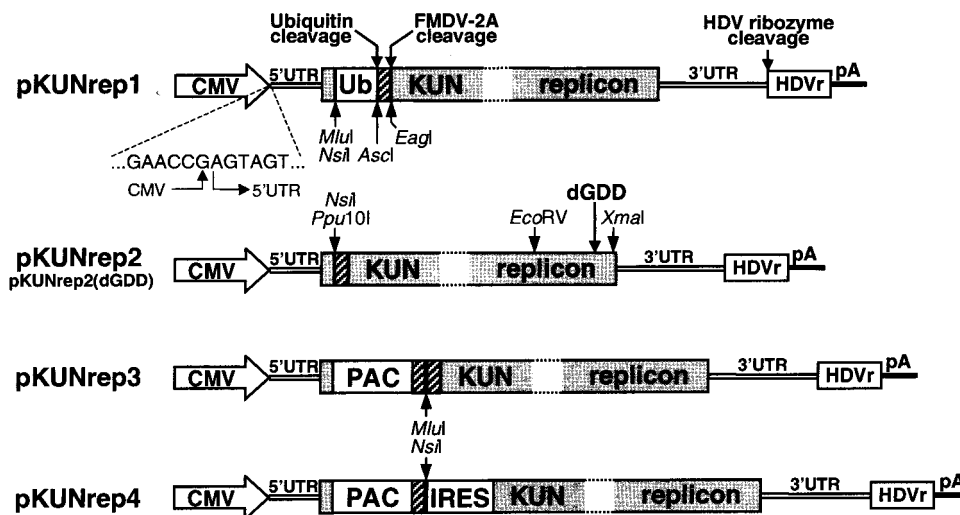 Ubiquitin cleavage
FMDV-2A cleavage
HDV ribozyme cleavage
pKUNrep1
CMV
5'UTR
Ub
KUN
replicon
3'UTR
HDVr
pA
MluI
NsiI
AscI
EagI
...GAACCGAGTAGT...
CMV
5'UTR
NsiI
Ppu10I
EcoRV
dGDD
XmaI
pKUNrep2
pKUNrep2(dGDD)
CMV
5'UTR
KUN
replicon
3'UTR
HDVr
pA
pKUNrep3
CMV
5'UTR
PAC
KUN
replicon
3'UTR
HDVr
pA
MluI
NsiI
pKUNrep4
CMV
5'UTR
PAC
IRES
KUN
replicon
3'UTR
HDVr
pA